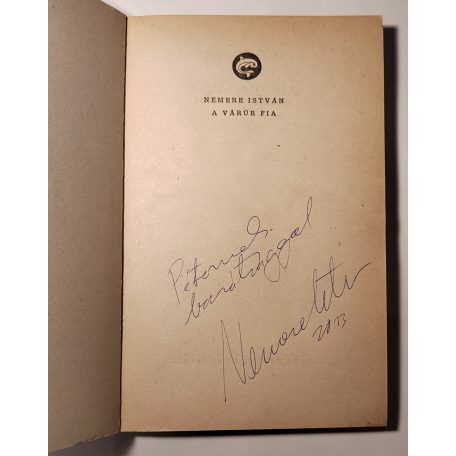 NEMERE ISTVÁN
A VÁRÚR FIA
Péternek
barátsággal
Nemere István
2013